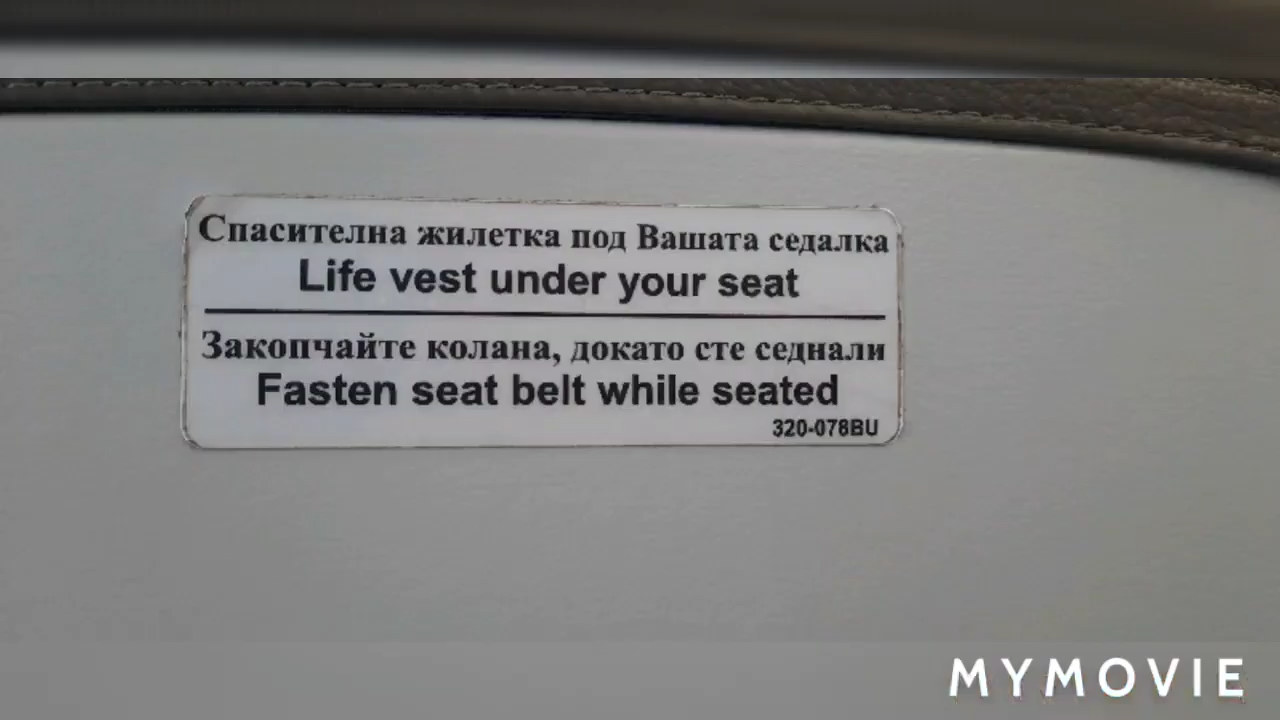 Спасителна жилетка под Вашата седалка
Life vest under your seat
Закопчайте колана, докато сте седнали
Fasten seat belt while seated
320-078BU
MYMOVIE